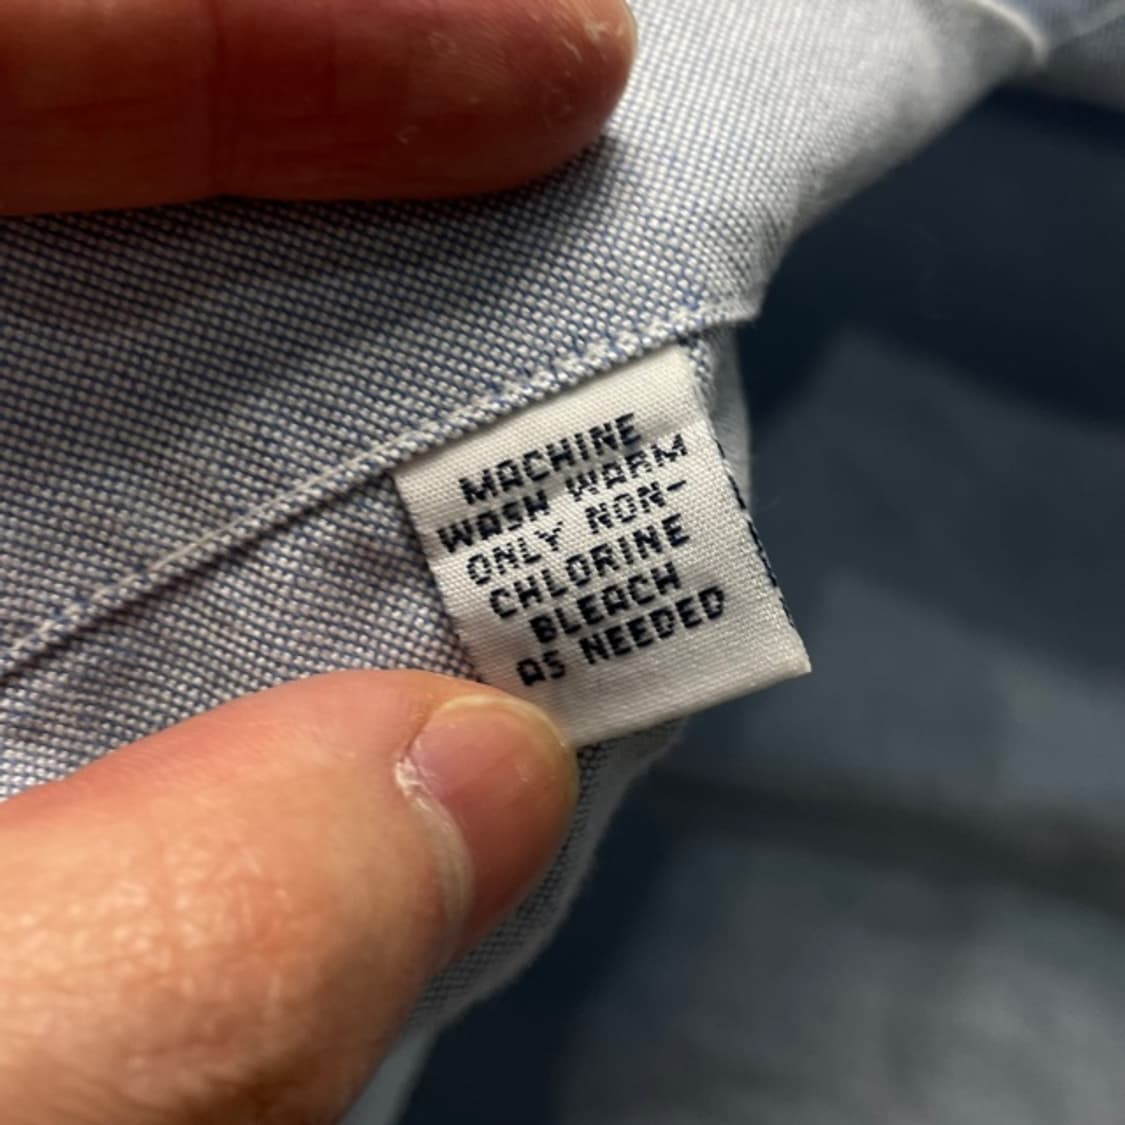 MACHINE
WASH WARM
ONLY NON-
CHLORINE
BLEACH
AS NEEDED